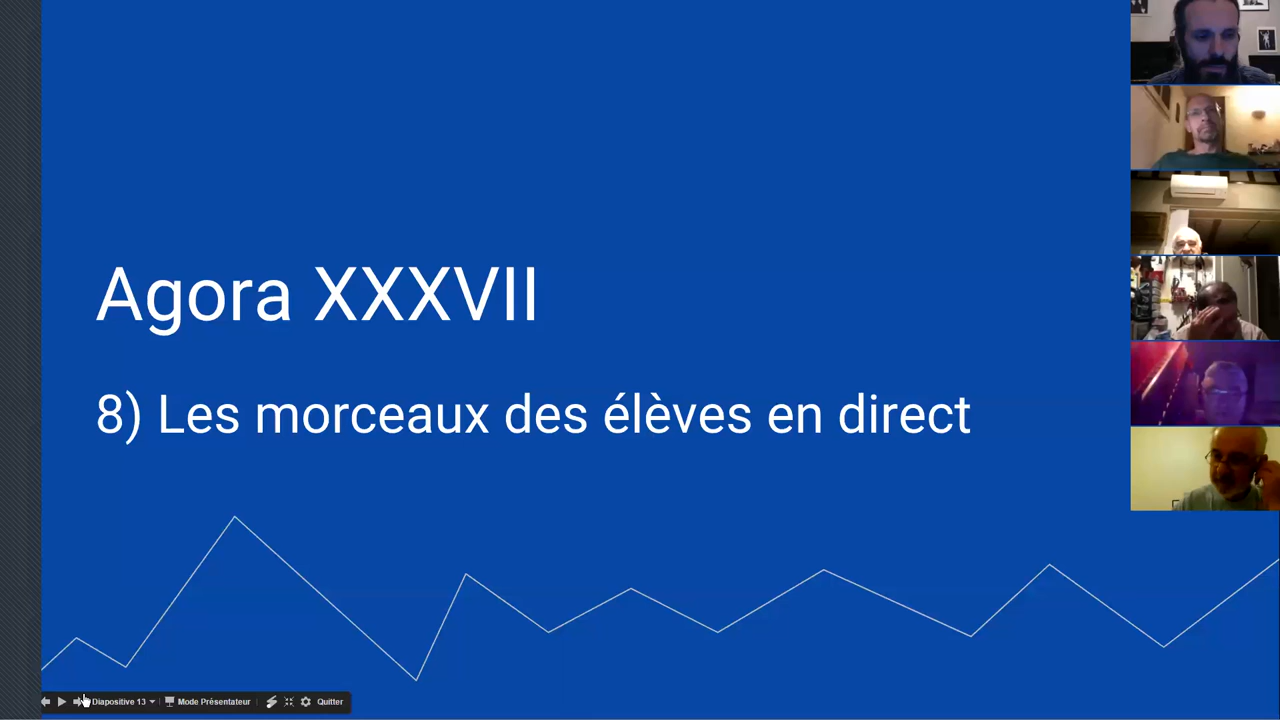 Agora XXXVII
8) Les morceaux des élèves en direct
Diapositive 13 Mode Présentateur Quitter